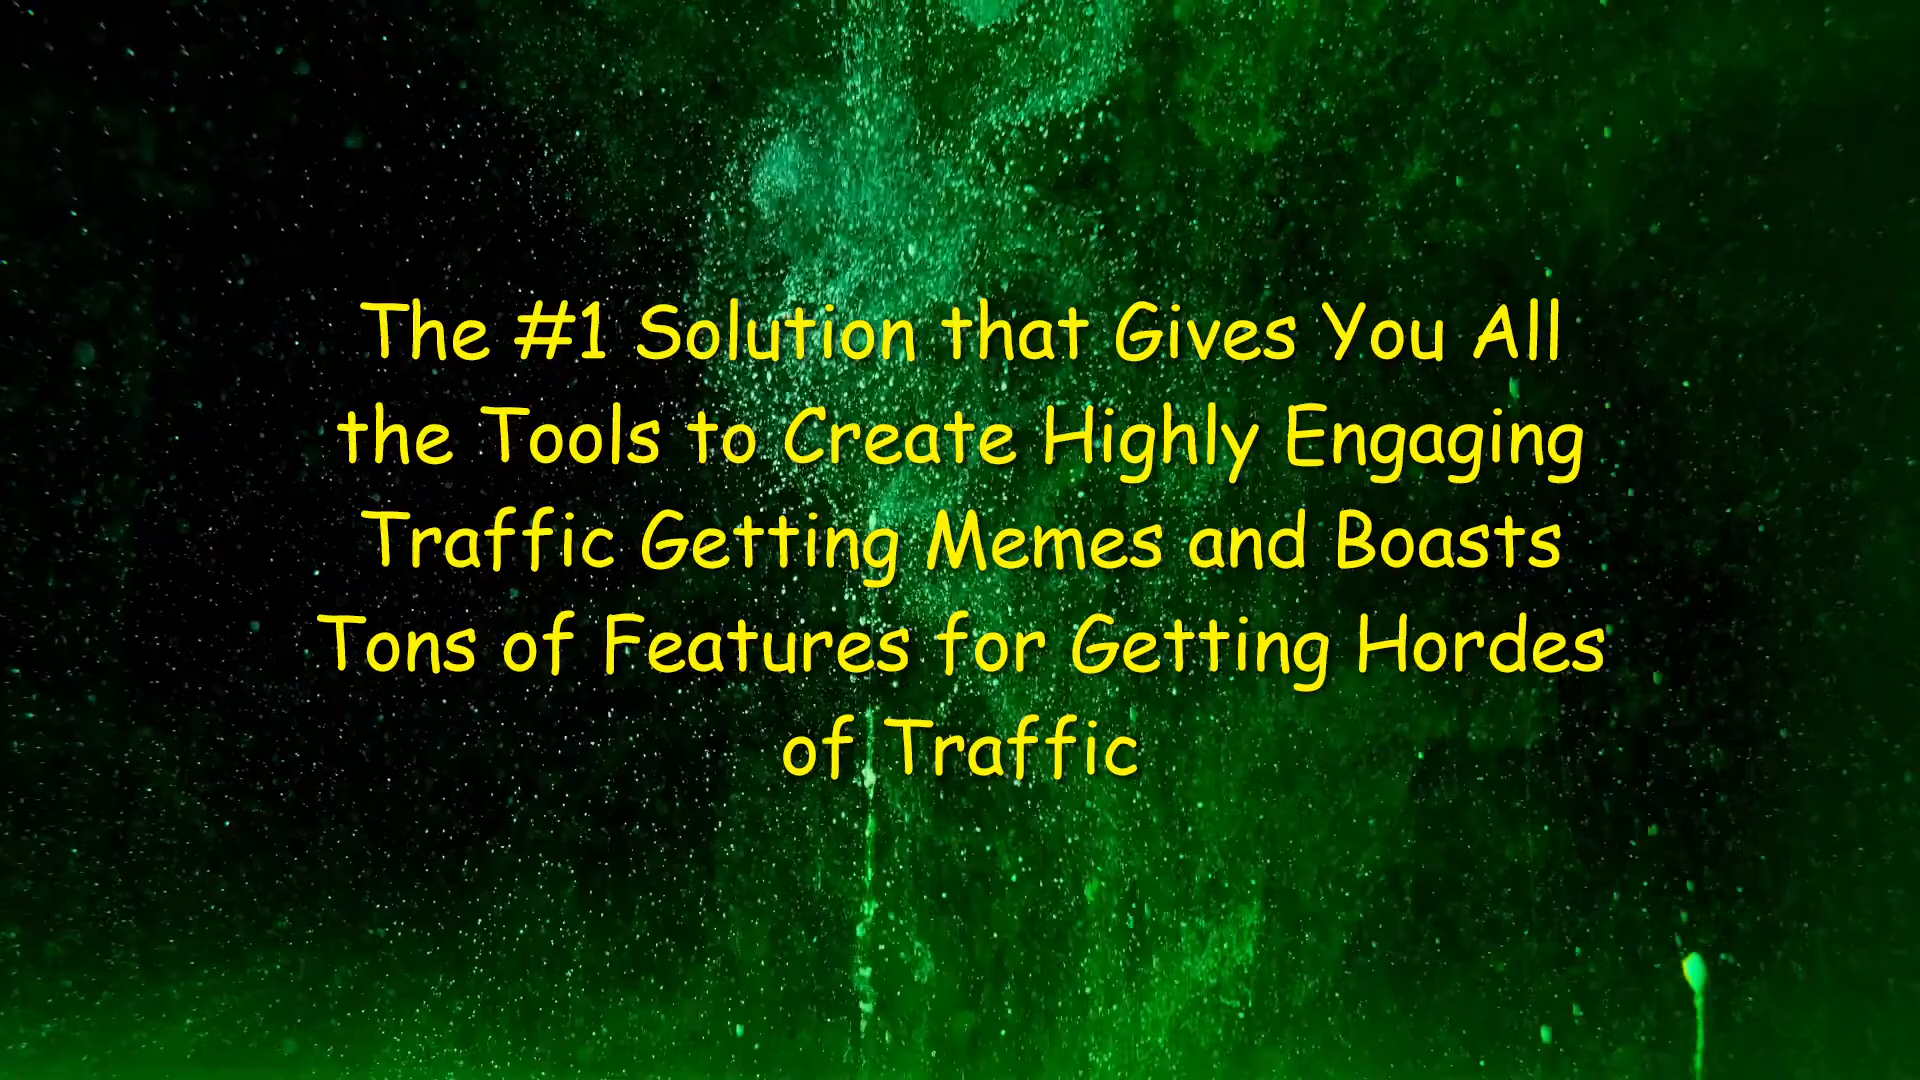 The #1 Solution that Gives You All
the Tools to Create Highly Engaging
Traffic Getting Memes and Boasts
Tons of Features for Getting Hordes
of Traffic